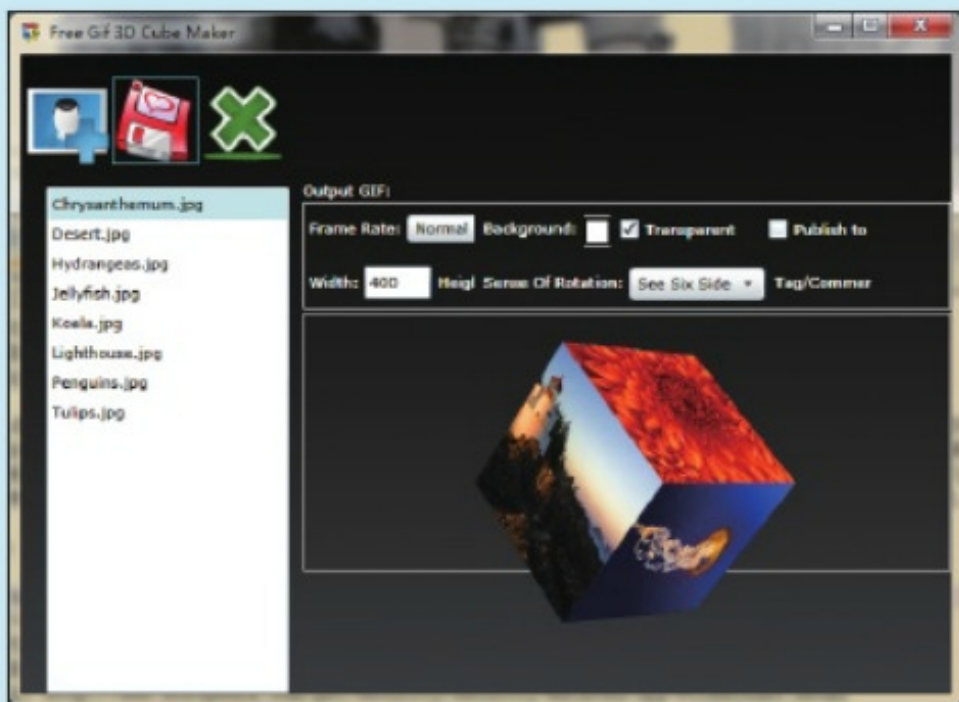 Free Gif 3D Cube Maker
Chrysanthemum.jpg
Desert.jpg
Hydrangeas.jpg
Jellyfish.jpg
Koala.jpg
Lighthouse.jpg
Penguins.jpg
Tulips.jpg
Output GIF:
Frame Rate: Normal Background: Transparent Publish to
Width: 400 Heigl Sense Of Rotation: See Six Side Tag/Commer